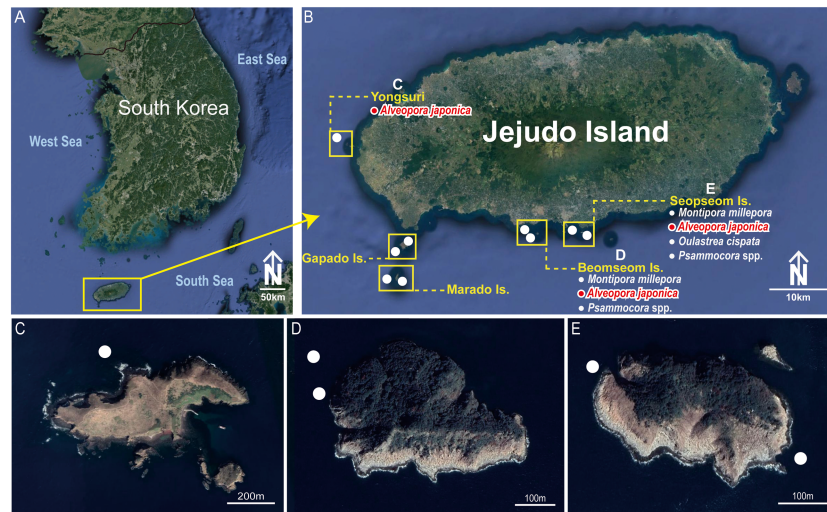 A
East Sea
South Korea
West Sea
South Sea
N
50km
B
C
Yongsuri
Alveopora japonica
Jejudo Island
E
Seopseom Is.
Montipora millepora
Alveopora japonica
Oulastrea cispata
Psammocora spp.
Gapado Is.
Marado Is.
D
Beomseom Is.
Montipora millepora
Alveopora japonica
Psammocora spp.
N
10km
C
200m
D
100m
E
100m